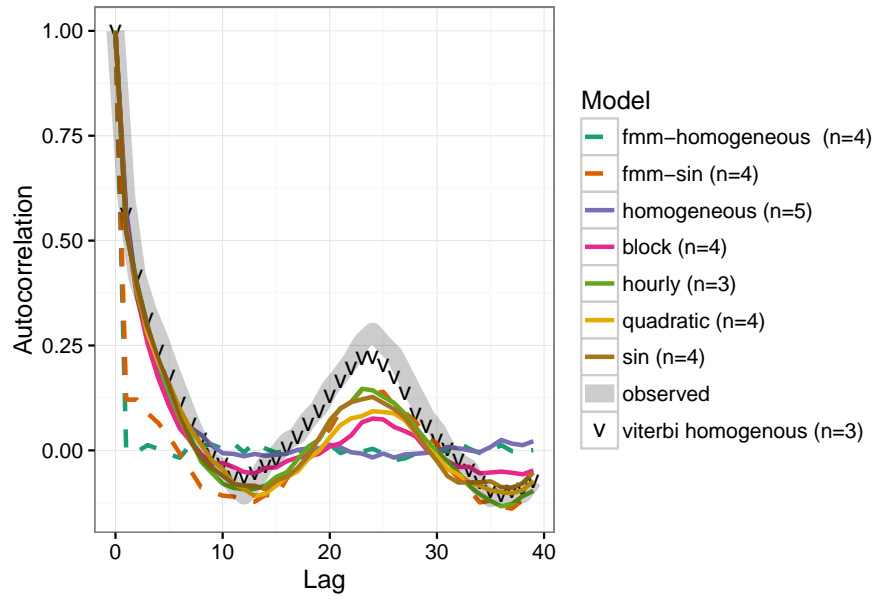 1.00
0.75
0.50
0.25
0.00
Autocorrelation
0
10
20
30
40
Lag
Model
fmm−homogeneous (n=4)
fmm−sin (n=4)
homogeneous (n=5)
block (n=4)
hourly (n=3)
quadratic (n=4)
sin (n=4)
observed
v viterbi homogenous (n=3)